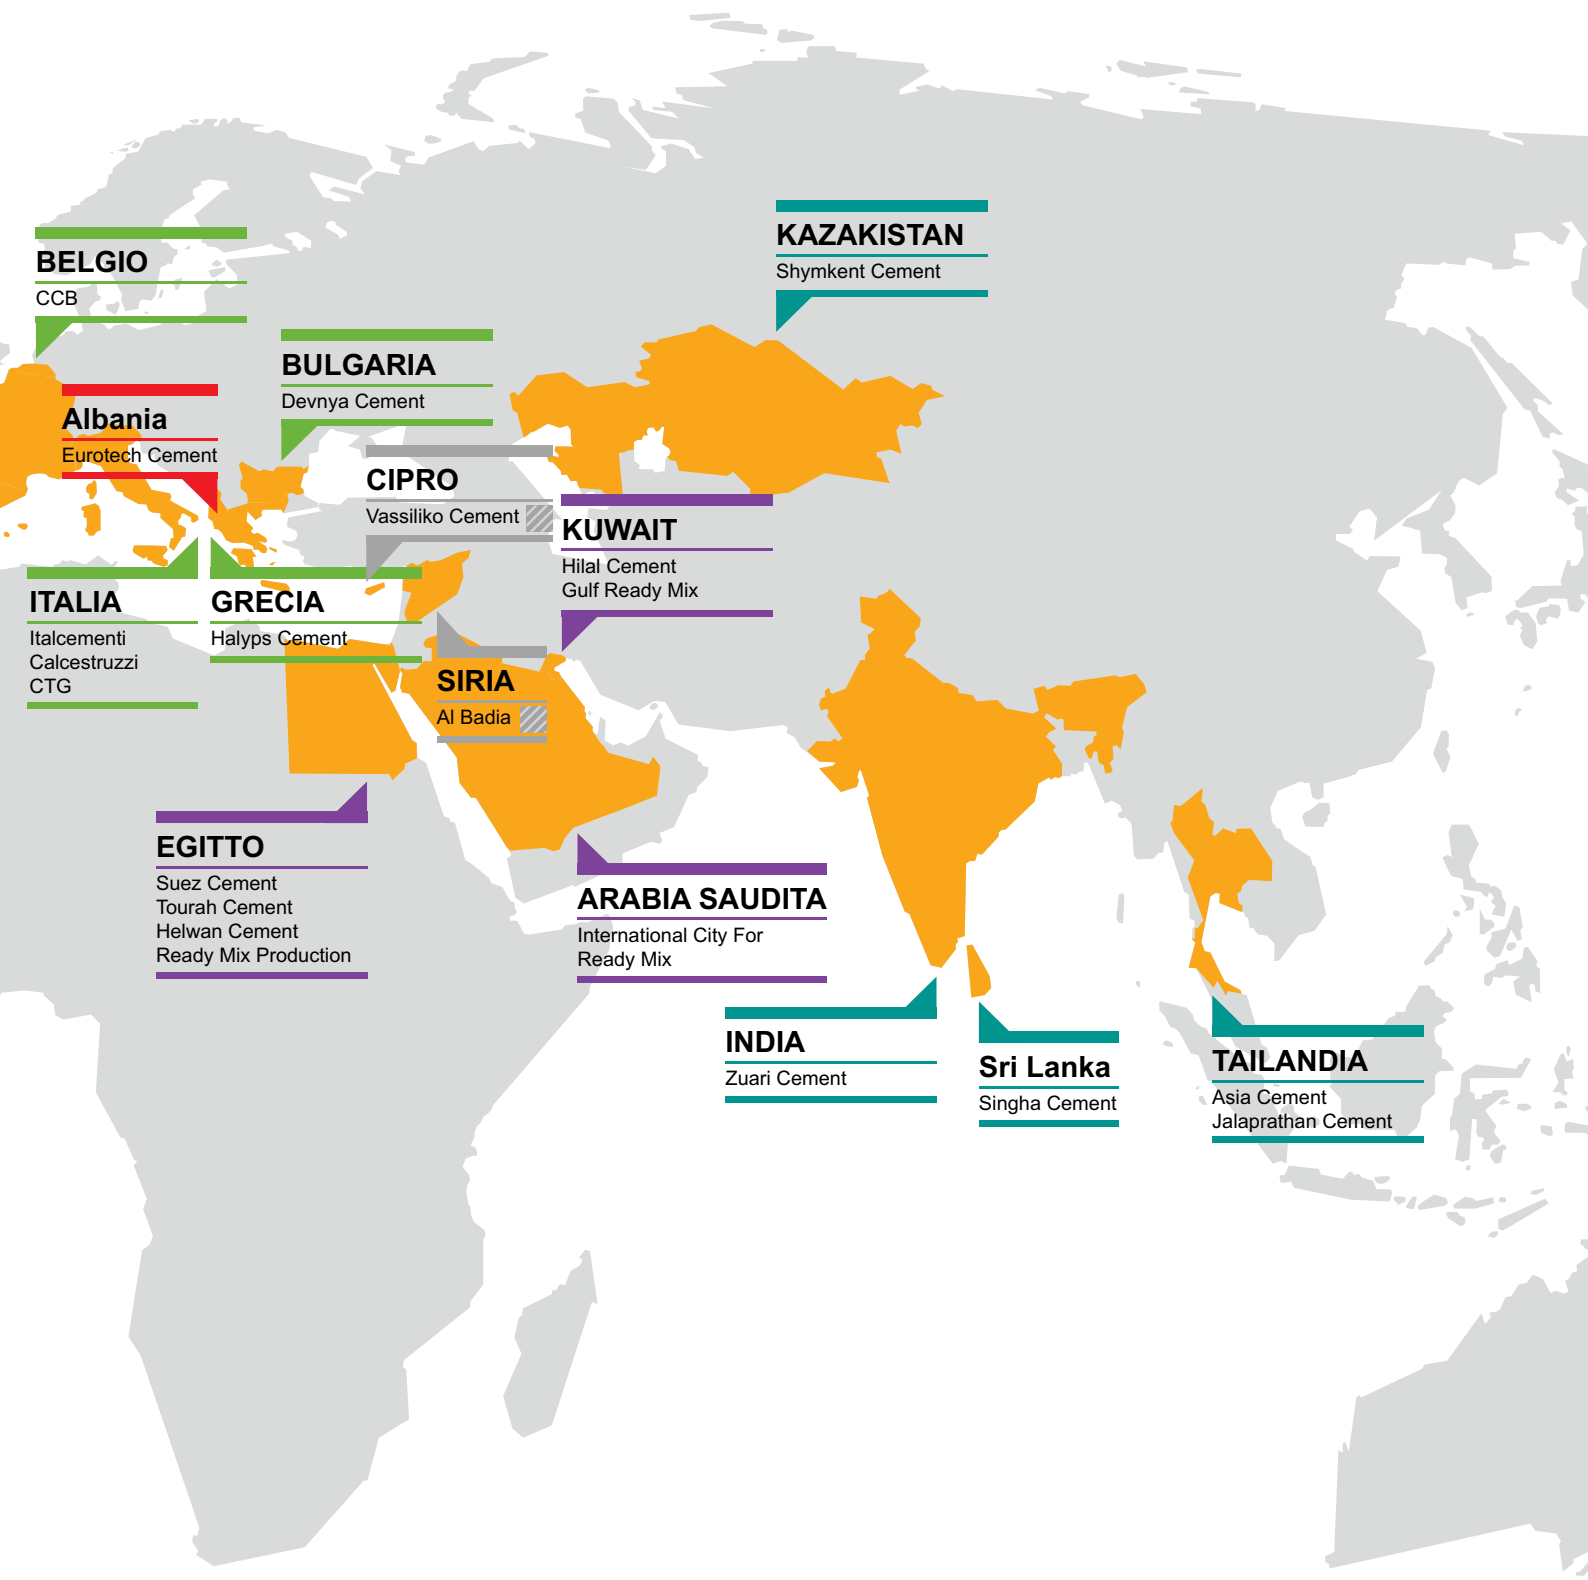 KAZAKISTAN
Shymkent Cement
BELGIO
CCB
BULGARIA
Devnya Cement
Albania
Eurotech Cement
CIPRO
Vassiliko Cement
KUWAIT
Hilal Cement
Gulf Ready Mix
ITALIA
Italcementi
Calcestruzzi
CTG
GRECIA
Halyps Cement
SIRIA
Al Badia
EGITTO
Suez Cement
Tourah Cement
Helwan Cement
Ready Mix Production
ARABIA SAUDITA
International City For
Ready Mix
INDIA
Zuari Cement
Sri Lanka
Singha Cement
TAILANDIA
Asia Cement
Jalaprathan Cement